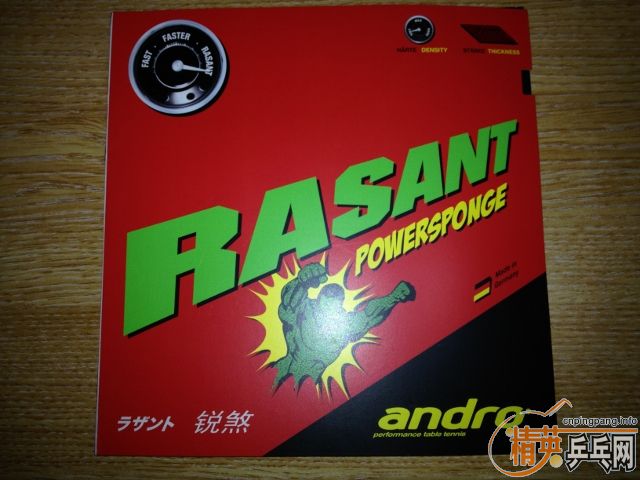 FAST FASTER RASANT
HÄRTE DENSITY
STÄRKE THICKNESS
RASANT
POWERSPONGE
Made in
Germany
ラザント 锐煞
andro
performance table tennis
cnpingpang.info
精英乒乓网